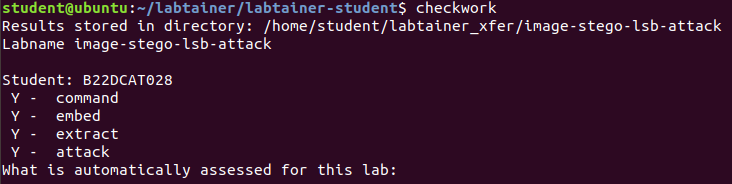 student@ubuntu:~/labtainer/labtainer-student$ checkwork
Results stored in directory: /home/student/labtainer_xfer/image-stego-lsb-attack
Labname image-stego-lsb-attack
Student: B22DCAT028
Y - command
Y - embed
Y - extract
Y - attack
What is automatically assessed for this lab: